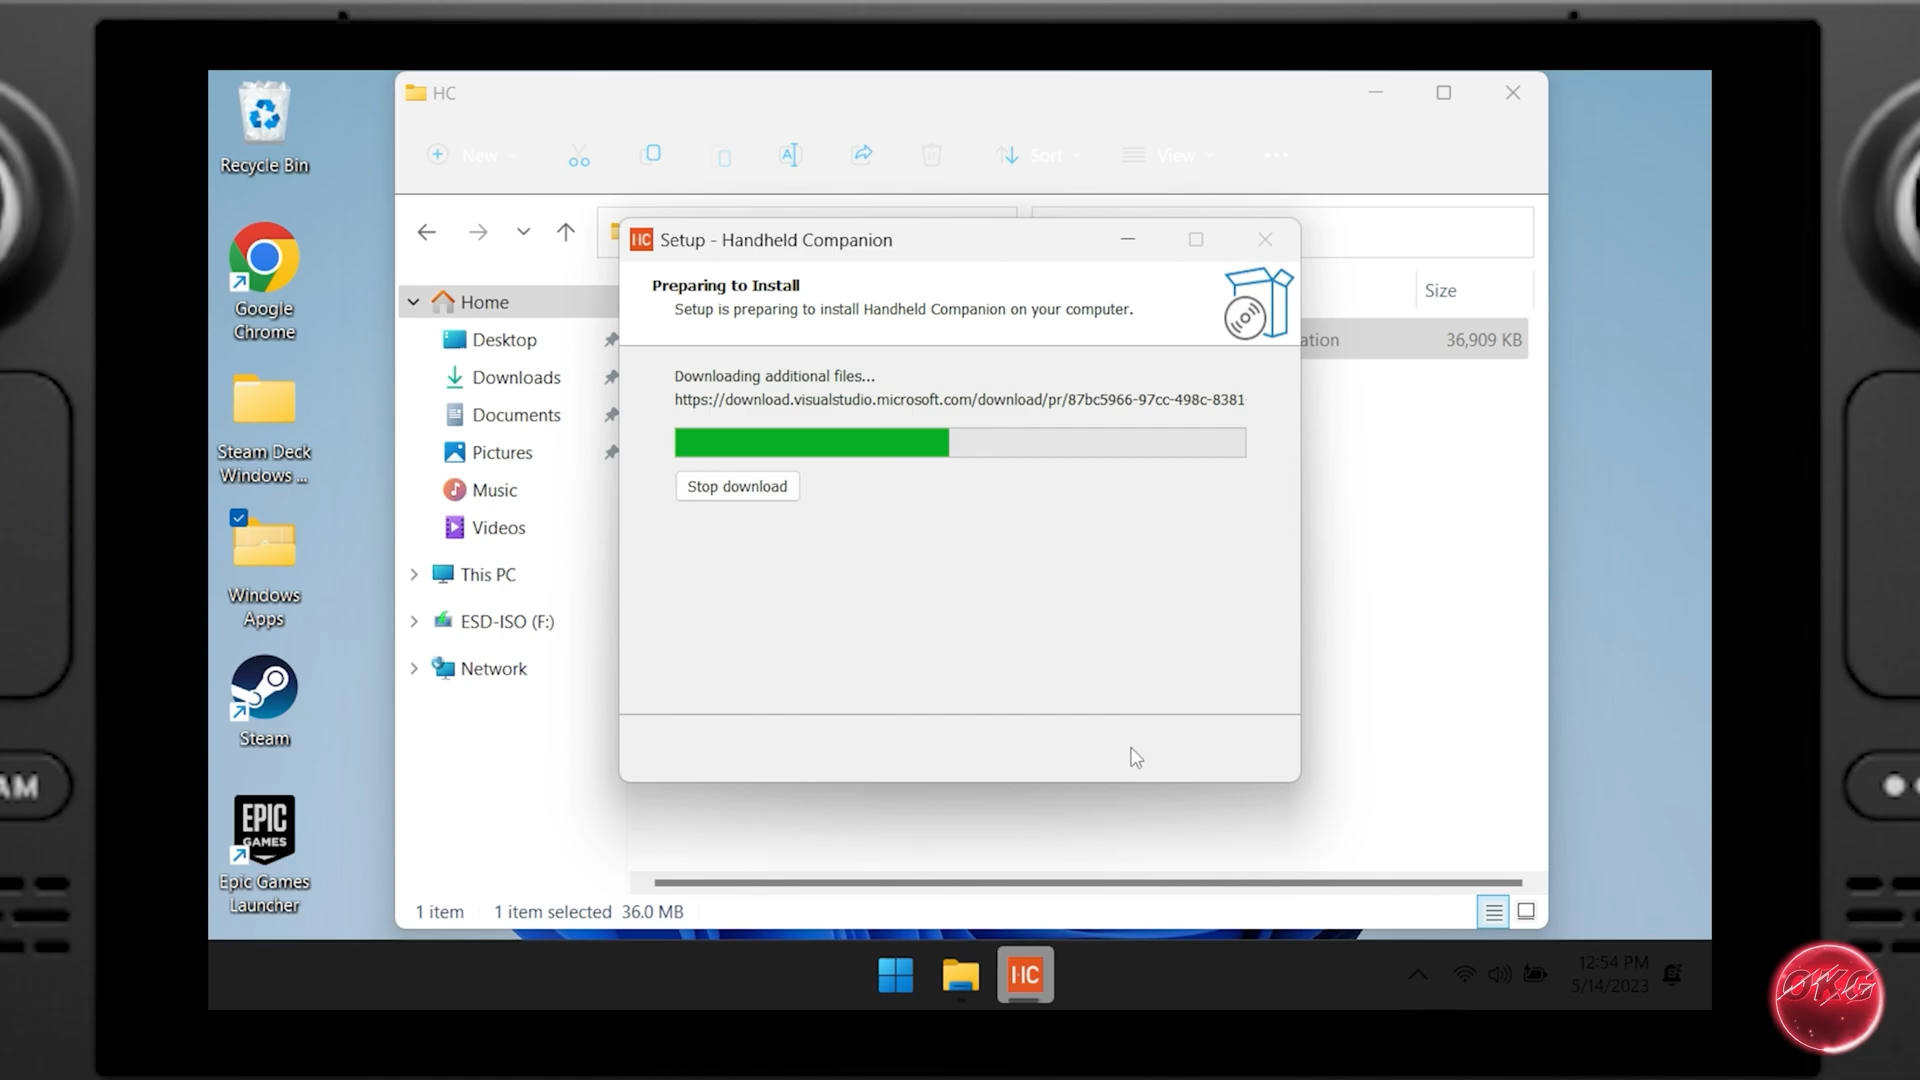 HC
New
Sort
View
Recycle Bin
Google
Chrome
Steam Deck
Windows ...
Windows
Apps
Steam
EPIC
GAMES
Epic Games
Launcher
Home
Desktop
Downloads
Documents
Pictures
Music
Videos
This PC
ESD-ISO (F:)
Network
Size
ation
36,909 KB
HC Setup - Handheld Companion
Preparing to Install
Setup is preparing to install Handheld Companion on your computer.
Downloading additional files...
https://download.visualstudio.microsoft.com/download/pr/87bc5966-97cc-498c-8381-
Stop download
1 item 1 item selected 36.0 MB
HC
12:54 PM
5/14/2023
AM
OKG